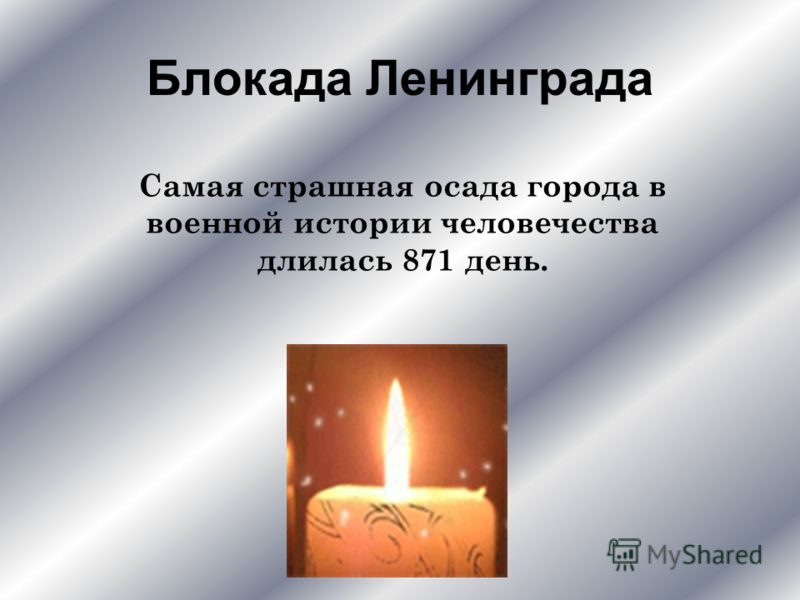 Блокада Ленинграда
Самая страшная осада города в
военной истории человечества
длилась 871 день.
MyShared